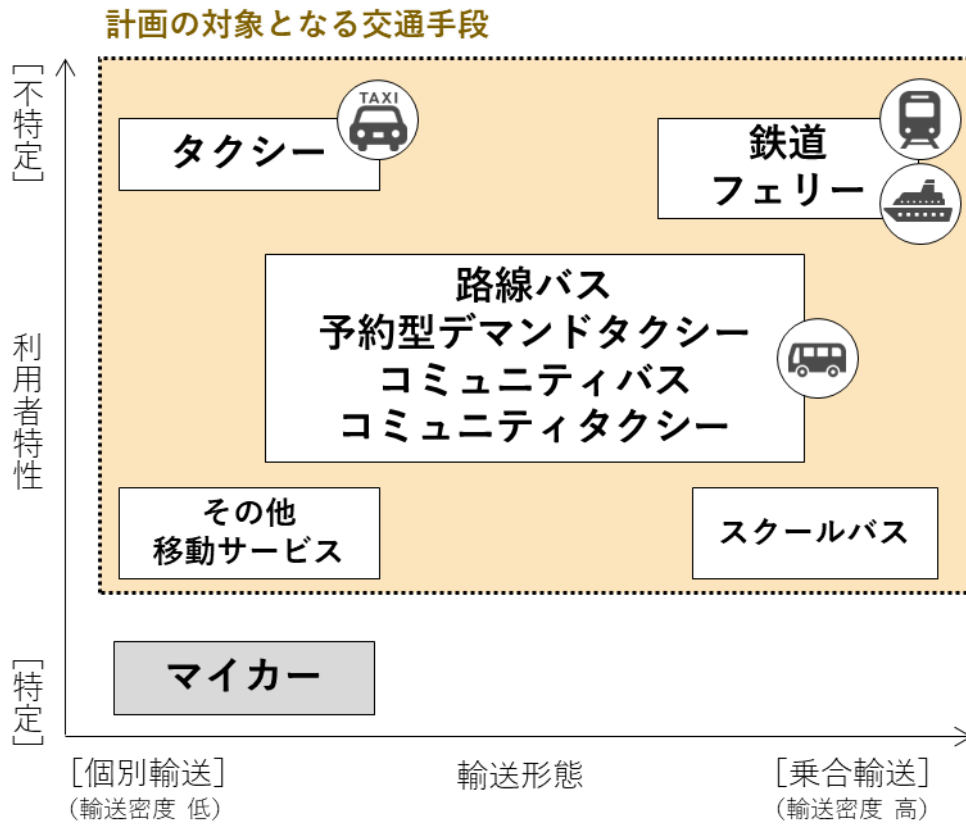 計画の対象となる交通手段
［不特定］
TAXI
タクシー
鉄道
フェリー
路線バス
予約型デマンドタクシー
コミュニティバス
コミュニティタクシー
利用者特性
その他
移動サービス
スクールバス
マイカー
［特定］
［個別輸送］
（輸送密度 低）
輸送形態
［乗合輸送］
（輸送密度 高）